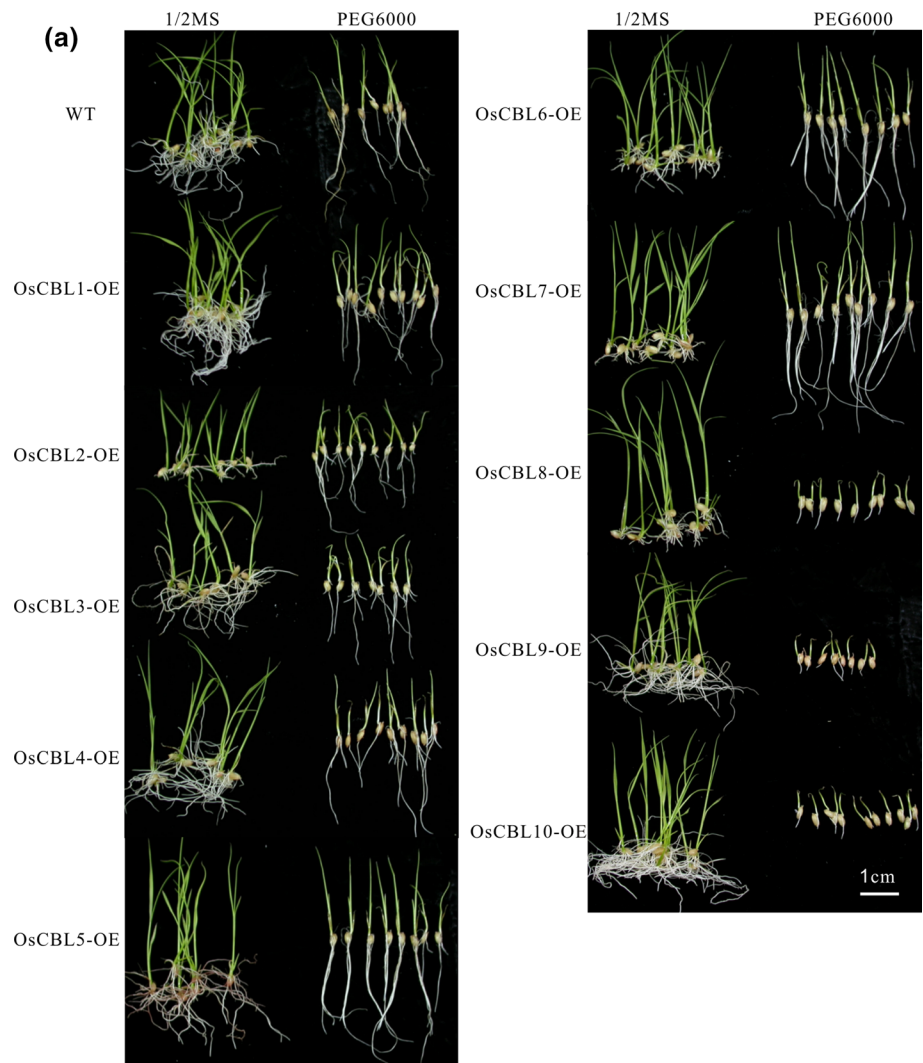 (a)
1/2MS PEG6000
WT
OsCBL1-OE
OsCBL2-OE
OsCBL3-OE
OsCBL4-OE
OsCBL5-OE
1/2MS PEG6000
OsCBL6-OE
OsCBL7-OE
OsCBL8-OE
OsCBL9-OE
OsCBL10-OE
1cm